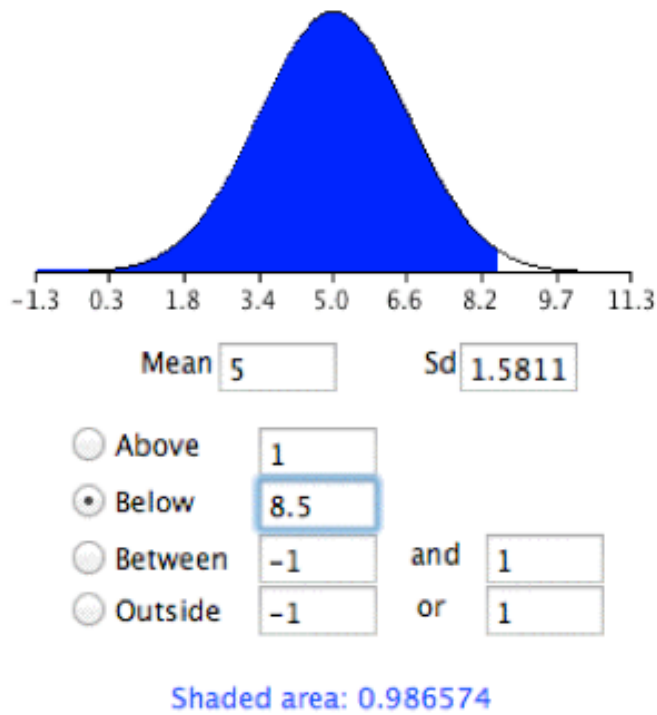 -1.3 0.3 1.8 3.4 5.0 6.6 8.2 9.7 11.3
Mean 5 Sd 1.5811
Above 1
Below 8.5
Between -1 and 1
Outside -1 or 1
Shaded area: 0.986574